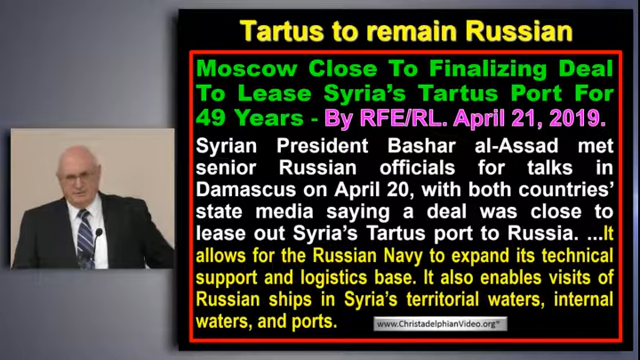 Tartus to remain Russian
Moscow Close To Finalizing Deal
To Lease Syria's Tartus Port For
49 Years - By RFE/RL. April 21, 2019.
Syrian President Bashar al-Assad met
senior Russian officials for talks in
Damascus on April 20, with both countries'
state media saying a deal was close to
lease out Syria's Tartus port to Russia. ...It
allows for the Russian Navy to expand its technical
support and logistics base. It also enables visits of
Russian ships in Syria's territorial waters, internal
waters, and ports.
www.ChristadelphianVideo.org